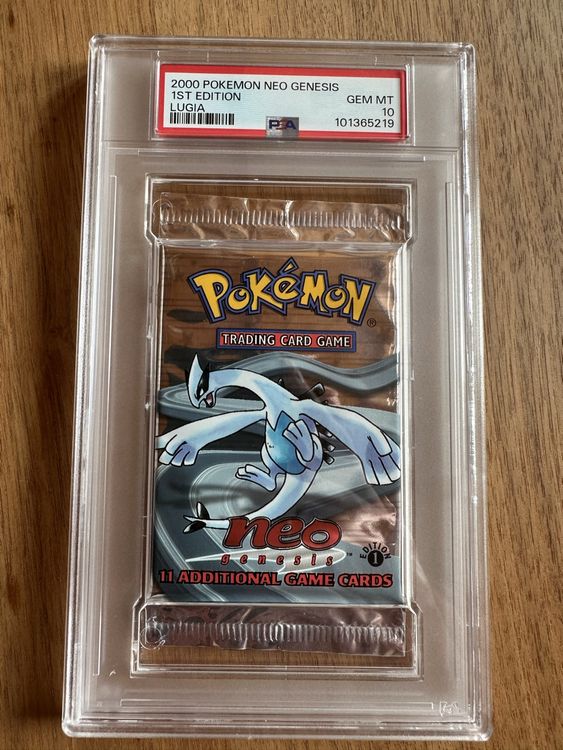 2000 POKEMON NEO GENESIS
1ST EDITION
GEM MT
LUGIA
10
101365219
PSA
POKéMON®
TRADING CARD GAME
neo
genesis™
EDITION
1
11 ADDITIONAL GAME CARDS